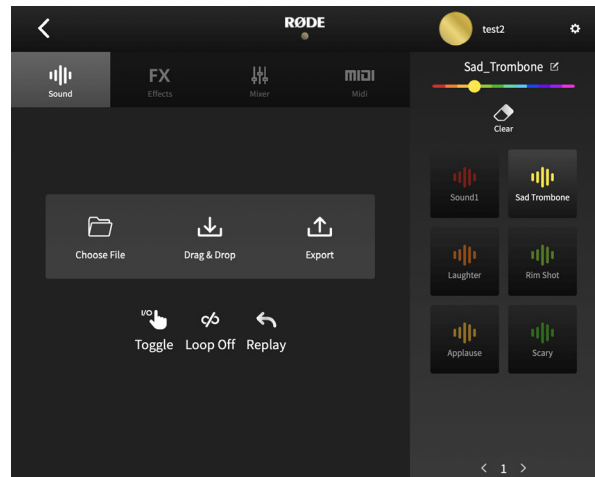 RØDE
test2
Sound
FX
Effects
Mixer
MIDI
Midi
Sad_Trombone
Clear
Sound1
Sad Trombone
Choose File
Drag & Drop
Export
Laughter
Rim Shot
I/O
Toggle
Loop Off
Replay
Applause
Scary
< 1 >